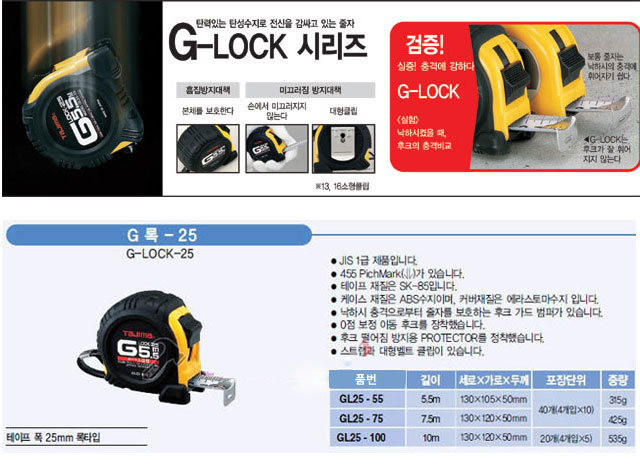 탄력있는 탄성수지로 전신을 감싸고 있는 줄자
G-LOCK 시리즈
흠집방지대책
미끄러짐 방지대책
본체를 보호한다
손에서 미끄러지지
않는다
대형클립
※13, 16소형클립
검증!
실증! 충격에 강하다
G-LOCK
〈실험〉
낙하시켰을 때,
후크의 충격비교
보통 줄자는
낙하시의 충격에
휘어지기 쉽다
◀G-LOCK는
후크가 잘 휘어
지지 않는다
G 록 - 25
G-LOCK-25
TAJIMA
G LOCK
5.5
테이프 폭 25mm 록타입
● JIS 1급 제품입니다.
● 455 PichMark(⇩)가 있습니다.
● 테이프 재질은 SK-85입니다.
● 케이스 재질은 ABS수지이며, 커버재질은 에라스토마수지 입니다.
● 낙하시 충격으로부터 줄자를 보호하는 후크 가드 범퍼가 있습니다.
● 0점 보정 이동 후크를 장착했습니다.
● 후크 떨어짐 방지용 PROTECTOR를 정착했습니다.
● 스트랩과 대형벨트 클립이 있습니다.
품번 길이 세로×가로×두께 포장단위 중량
GL25 - 55 5.5m 130×105×50mm 40개(4개입×10) 315g
GL25 - 75 7.5m 130×120×50mm 425g
GL25 - 100 10m 130×120×50mm 20개(4개입×5) 535g